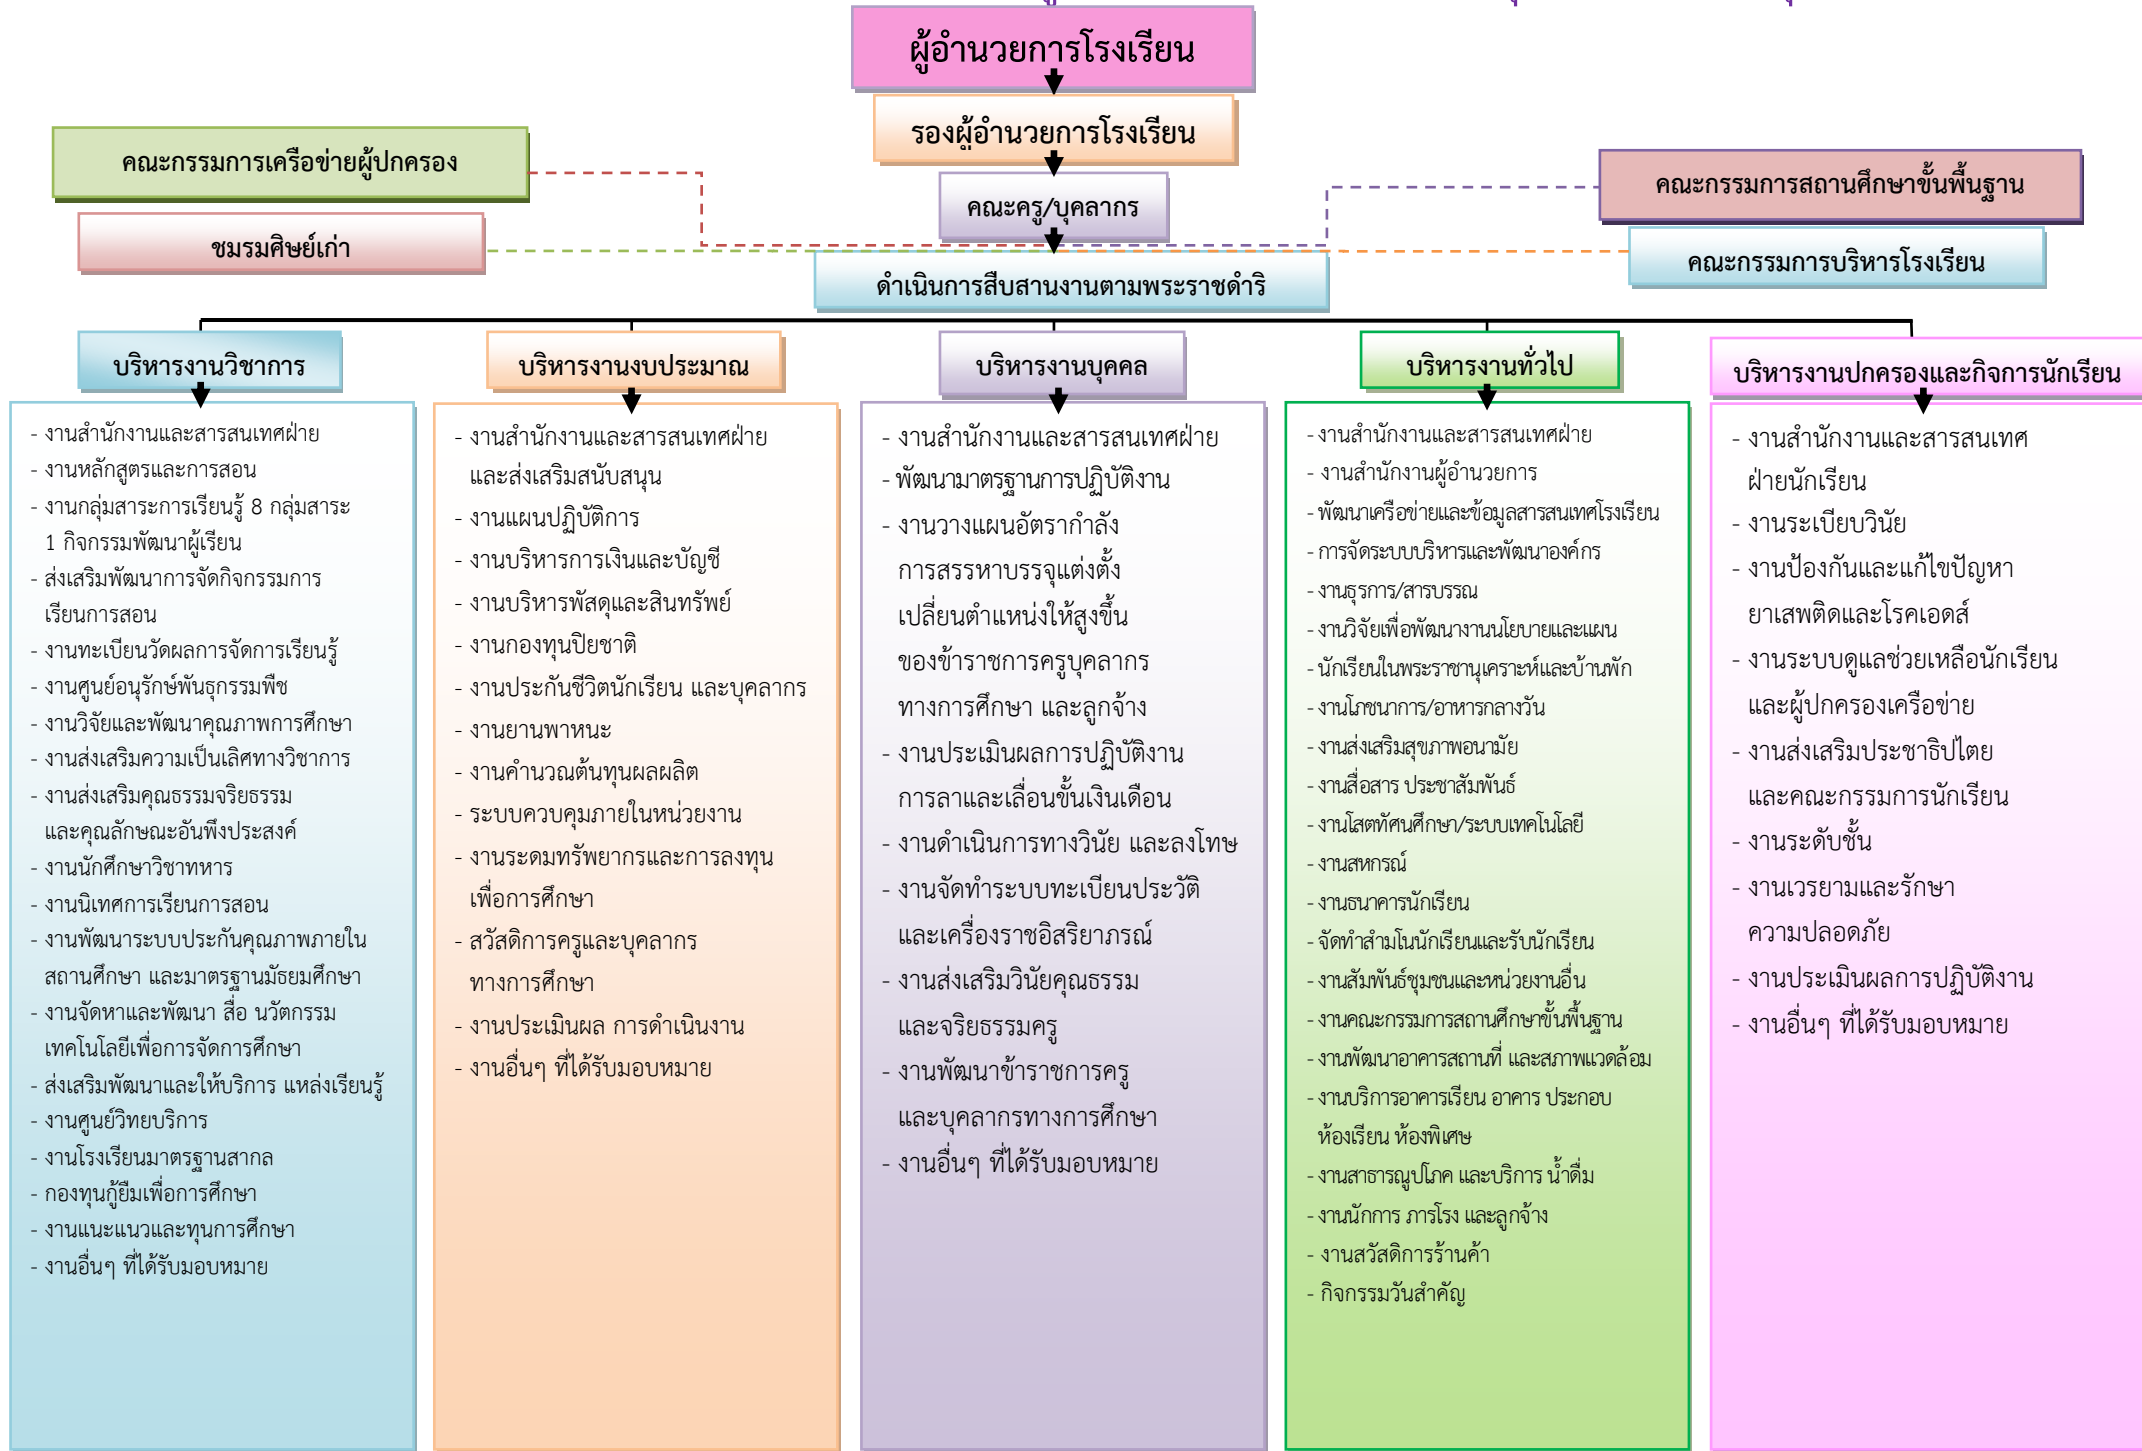 ผู้อำนวยการโรงเรียน
รองผู้อำนวยการโรงเรียน
คณะกรรมการเครือข่ายผู้ปกครอง
คณะกรรมการสถานศึกษาขั้นพื้นฐาน
คณะครู/บุคลากร
ชมรมศิษย์เก่า
คณะกรรมการบริหารโรงเรียน
ดำเนินการสืบสานงานตามพระราชดำริ
บริหารงานวิชาการ
- งานสำนักงานและสารสนเทศฝ่าย
- งานหลักสูตรและการสอน
- งานกลุ่มสาระการเรียนรู้ 8 กลุ่มสาระ
1 กิจกรรมพัฒนาผู้เรียน
- ส่งเสริมพัฒนาการจัดกิจกรรมการ
เรียนการสอน
- งานทะเบียนวัดผลการจัดการเรียนรู้
- งานศูนย์อนุรักษ์พันธุกรรมพืช
- งานวิจัยและพัฒนาคุณภาพการศึกษา
- งานส่งเสริมความเป็นเลิศทางวิชาการ
- งานส่งเสริมคุณธรรมจริยธรรม
และคุณลักษณะอันพึงประสงค์
- งานนักศึกษาวิชาทหาร
- งานนิเทศการเรียนการสอน
- งานพัฒนาระบบประกันคุณภาพภายใน
สถานศึกษา และมาตรฐานมัธยมศึกษา
- งานจัดหาและพัฒนา สื่อ นวัตกรรม
เทคโนโลยีเพื่อการจัดการศึกษา
- ส่งเสริมพัฒนาและให้บริการ แหล่งเรียนรู้
- งานศูนย์วิทยบริการ
- งานโรงเรียนมาตรฐานสากล
- กองทุนกู้ยืมเพื่อการศึกษา
- งานแนะแนวและทุนการศึกษา
- งานอื่นๆ ที่ได้รับมอบหมาย
บริหารงานงบประมาณ
- งานสำนักงานและสารสนเทศฝ่าย
และส่งเสริมสนับสนุน
- งานแผนปฏิบัติการ
- งานบริหารการเงินและบัญชี
- งานบริหารพัสดุและสินทรัพย์
- งานกองทุนปิยชาติ
- งานประกันชีวิตนักเรียน และบุคลากร
- งานยานพาหนะ
- งานคำนวณต้นทุนผลผลิต
- ระบบควบคุมภายในหน่วยงาน
- งานระดมทรัพยากรและการลงทุน
เพื่อการศึกษา
- สวัสดิการครูและบุคลากร
ทางการศึกษา
- งานประเมินผล การดำเนินงาน
- งานอื่นๆ ที่ได้รับมอบหมาย
บริหารงานบุคคล
- งานสำนักงานและสารสนเทศฝ่าย
- พัฒนามาตรฐานการปฏิบัติงาน
- งานวางแผนอัตรากำลัง
การสรรหาบรรจุแต่งตั้ง
เปลี่ยนตำแหน่งให้สูงขึ้น
ของข้าราชการครูบุคลากร
ทางการศึกษา และลูกจ้าง
- งานประเมินผลการปฏิบัติงาน
การลาและเลื่อนขั้นเงินเดือน
- งานดำเนินการทางวินัย และลงโทษ
- งานจัดทำระบบทะเบียนประวัติ
และเครื่องราชอิสริยาภรณ์
- งานส่งเสริมวินัยคุณธรรม
และจริยธรรมครู
- งานพัฒนาข้าราชการครู
และบุคลากรทางการศึกษา
- งานอื่นๆ ที่ได้รับมอบหมาย
บริหารงานทั่วไป
- งานสำนักงานและสารสนเทศฝ่าย
- งานสำนักงานผู้อำนวยการ
- พัฒนาเครือข่ายและข้อมูลสารสนเทศโรงเรียน
- การจัดระบบบริหารและพัฒนาองค์กร
- งานธุรการ/สารบรรณ
- งานวิจัยเพื่อพัฒนางานนโยบายและแผน
- นักเรียนในพระราชานุเคราะห์และบ้านพัก
- งานโภชนาการ/อาหารกลางวัน
- งานส่งเสริมสุขภาพอนามัย
- งานสื่อสาร ประชาสัมพันธ์
- งานโสตทัศนศึกษา/ระบบเทคโนโลยี
- งานสหกรณ์
- งานธนาคารนักเรียน
- จัดทำสำมโนนักเรียนและรับนักเรียน
- งานสัมพันธ์ชุมชนและหน่วยงานอื่น
- งานคณะกรรมการสถานศึกษาขั้นพื้นฐาน
- งานพัฒนาอาคารสถานที่ และสภาพแวดล้อม
- งานบริการอาคารเรียน อาคาร ประกอบ
ห้องเรียน ห้องพิเศษ
- งานสาธารณูปโภค และบริการ น้ำดื่ม
- งานนักการ ภารโรง และลูกจ้าง
- งานสวัสดิการร้านค้า
- กิจกรรมวันสำคัญ
บริหารงานปกครองและกิจการนักเรียน
- งานสำนักงานและสารสนเทศ
ฝ่ายนักเรียน
- งานระเบียบวินัย
- งานป้องกันและแก้ไขปัญหา
ยาเสพติดและโรคเอดส์
- งานระบบดูแลช่วยเหลือนักเรียน
และผู้ปกครองเครือข่าย
- งานส่งเสริมประชาธิปไตย
และคณะกรรมการนักเรียน
- งานระดับชั้น
- งานเวรยามและรักษา
ความปลอดภัย
- งานประเมินผลการปฏิบัติงาน
- งานอื่นๆ ที่ได้รับมอบหมาย